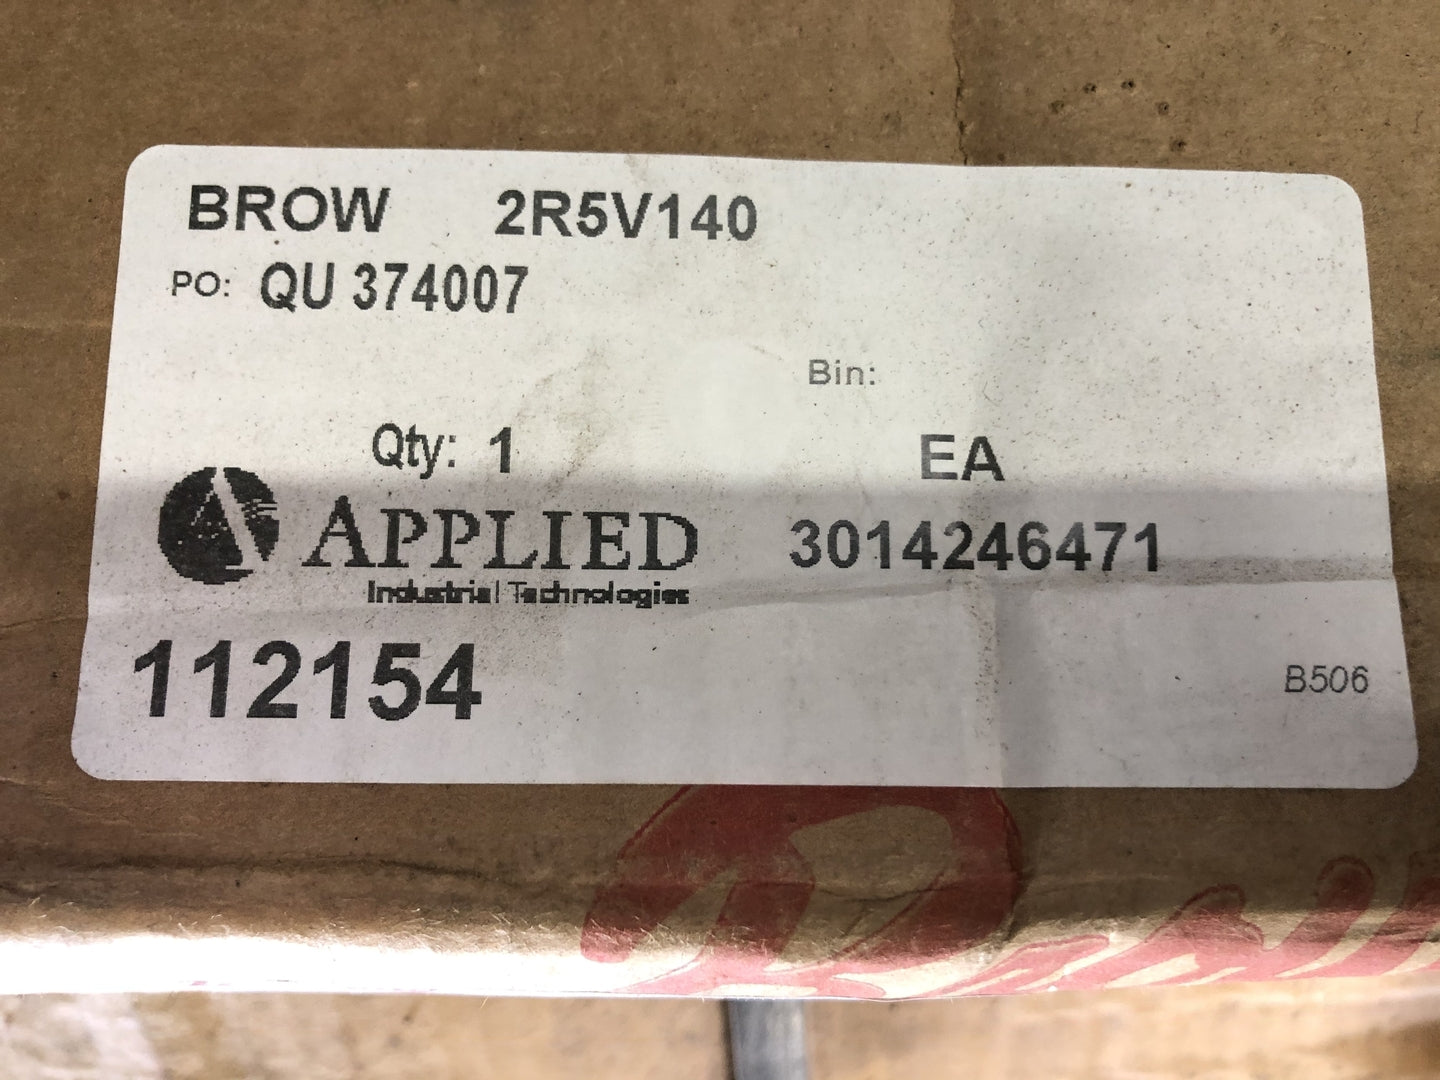 BROW 2R5V140
PO: QU 374007
Bin:
Qty: 1 EA
APPLIED 3014246471
Industrial Technologies
112154
B506